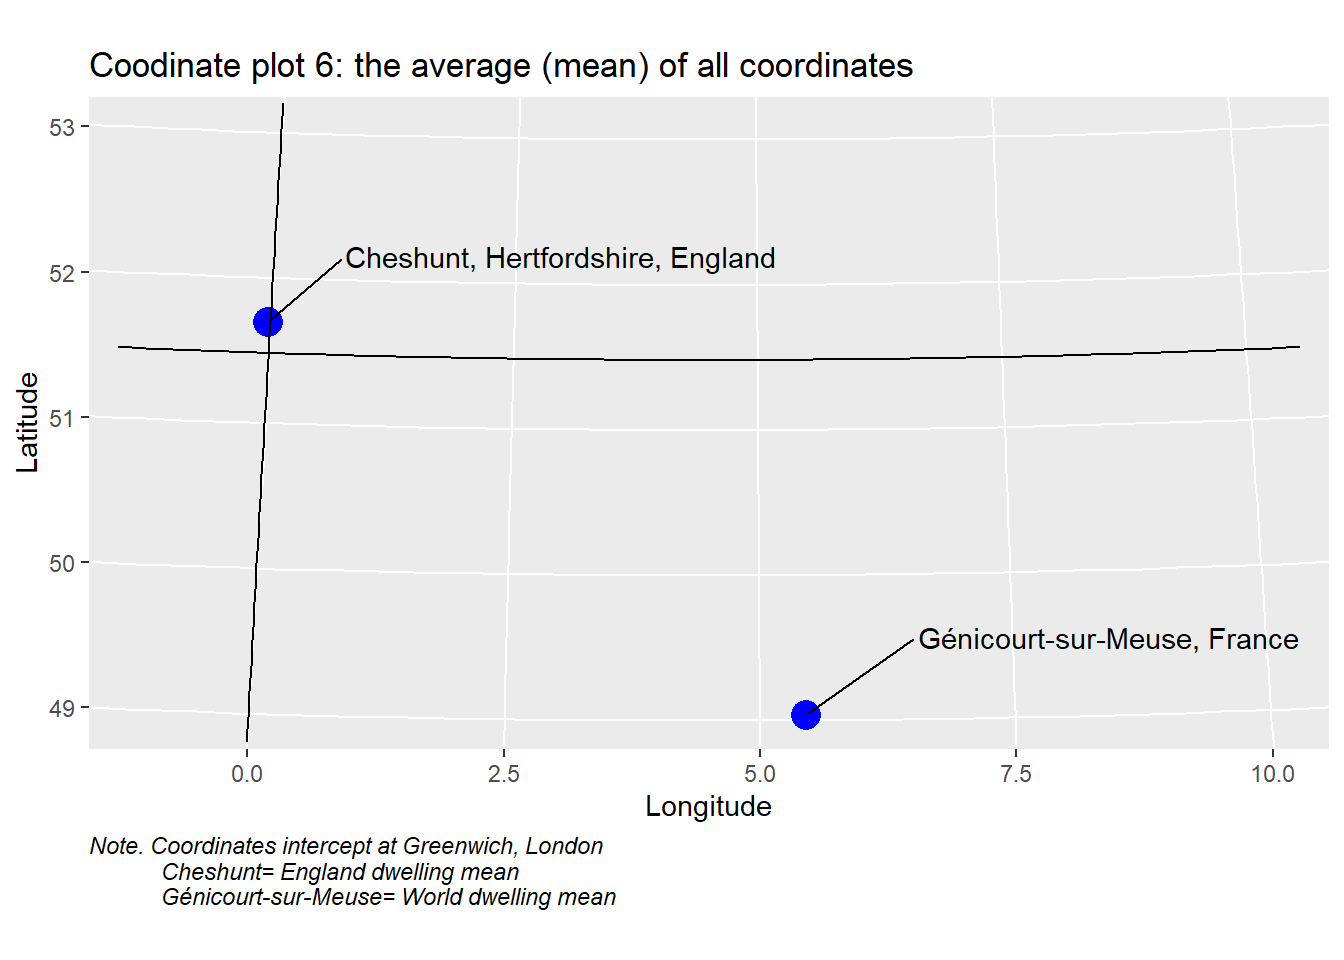 Coodinate plot 6: the average (mean) of all coordinates
53
52
51
50
49
Latitude
Cheshunt, Hertfordshire, England
Génicourt-sur-Meuse, France
0.0 2.5 5.0 7.5 10.0
Longitude
Note. Coordinates intercept at Greenwich, London
Cheshunt= England dwelling mean
Génicourt-sur-Meuse= World dwelling mean